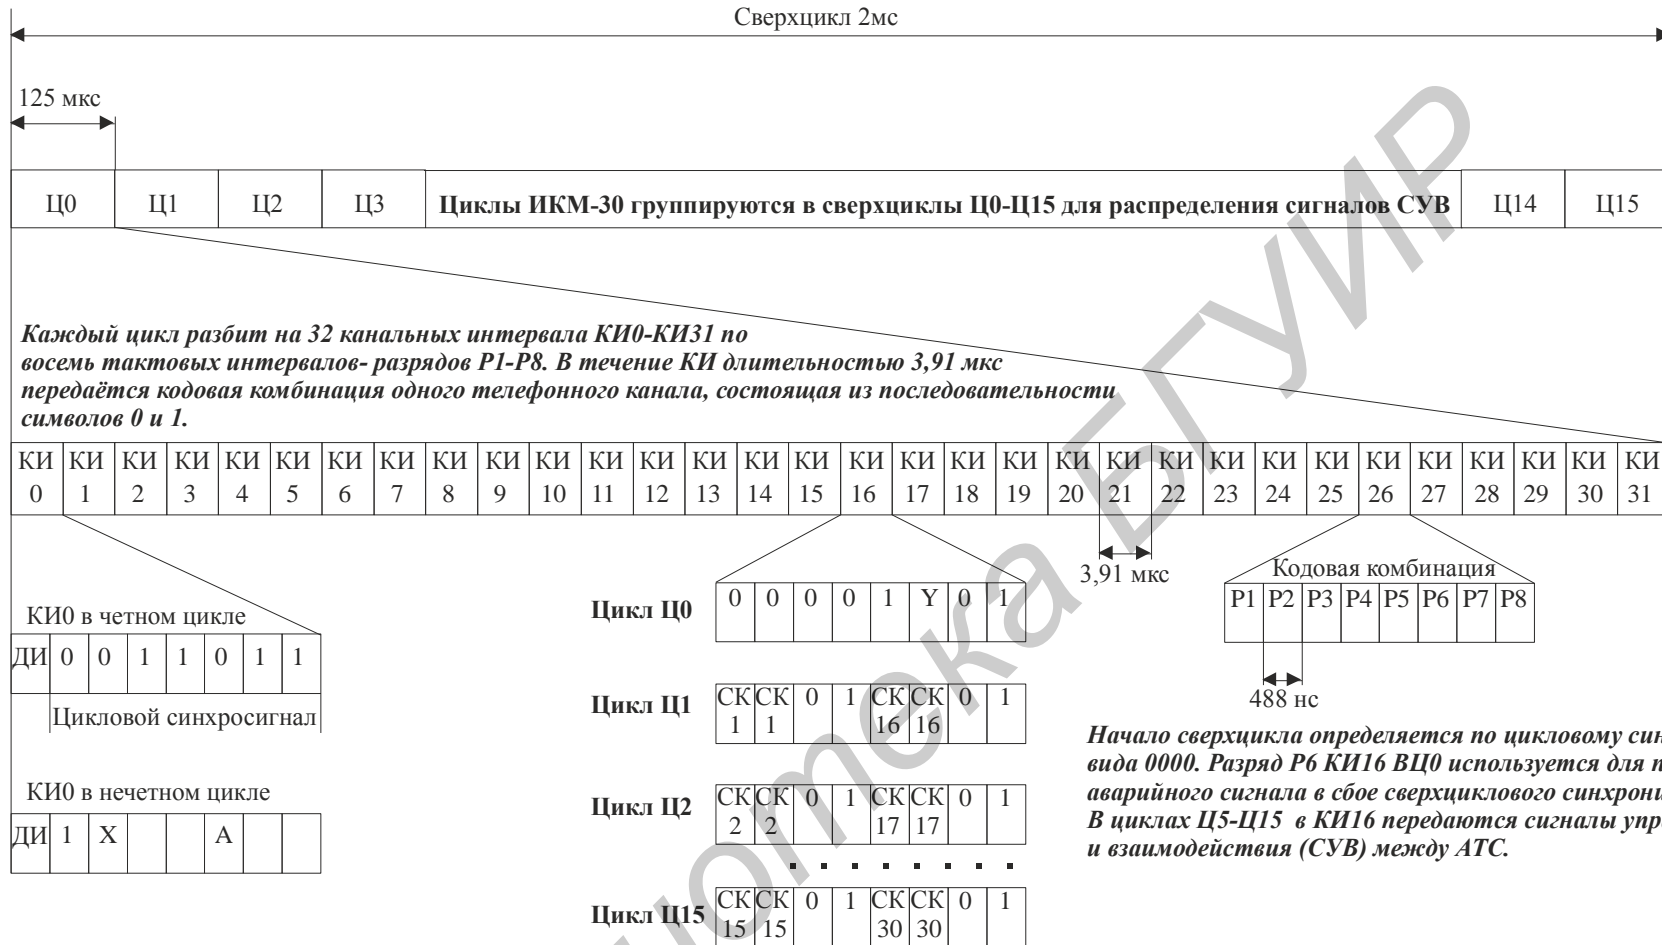 Сверхцикл 2мс
125 мкс
Ц0 Ц1 Ц2 Ц3 Циклы ИКМ-30 группируются в сверхциклы Ц0-Ц15 для распределения сигналов СУВ Ц14 Ц15
Каждый цикл разбит на 32 канальных интервала КИ0-КИ31 по
восемь тактовых интервалов- разрядов Р1-Р8. В течение КИ длительностью 3,91 мкс
передаётся кодовая комбинация одного телефонного канала, состоящая из последовательности
символов 0 и 1.
КИ КИ КИ КИ КИ КИ КИ КИ КИ КИ КИ КИ КИ КИ КИ КИ КИ КИ КИ КИ КИ КИ КИ КИ КИ КИ КИ КИ КИ КИ КИ КИ
0 1 2 3 4 5 6 7 8 9 10 11 12 13 14 15 16 17 18 19 20 21 22 23 24 25 26 27 28 29 30 31
3,91 мкс
КИ0 в четном цикле
ДИ 0 0 1 1 0 1 1
Цикловой синхросигнал
КИ0 в нечетном цикле
ДИ 1 X А
Цикл Ц0 0 0 0 0 1 Y 0 1
Цикл Ц1 СК СК 0 1 СК СК 0 1
1 1 16 16
Цикл Ц2 СК СК 0 1 СК СК 0 1
2 2 17 17
. . . . . . . .
Цикл Ц15 СК СК 0 1 СК СК 0 1
15 15 30 30
Кодовая комбинация
Р1 Р2 Р3 Р4 Р5 Р6 Р7 Р8
488 нс
Начало сверхцикла определяется по цикловому син
вида 0000. Разряд Р6 КИ16 ВЦ0 используется для п
аварийного сигнала в сбое сверхциклового синхрони
В циклах Ц5-Ц15 в КИ16 передаются сигналы упр
и взаимодействия (СУВ) между АТС.
иотека БГУИР